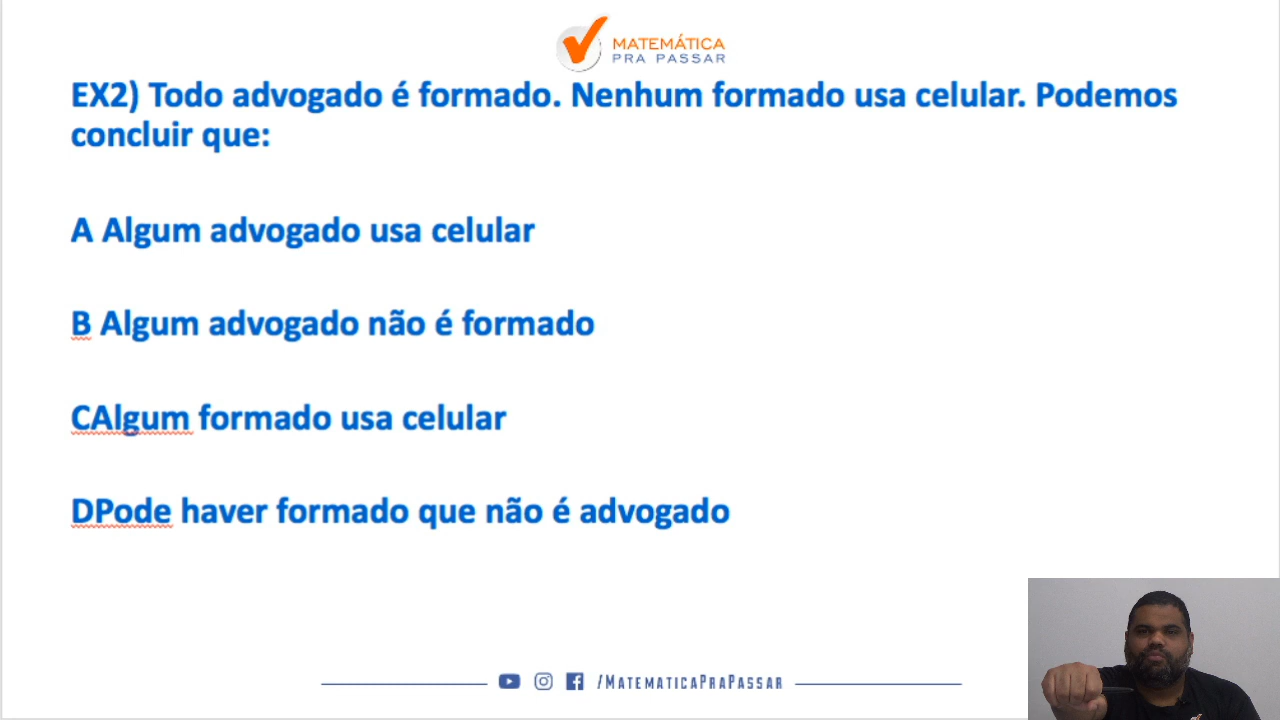 MATEMÁTICA
PRA PASSAR
EX2) Todo advogado é formado. Nenhum formado usa celular. Podemos
concluir que:
A Algum advogado usa celular
B Algum advogado não é formado
CAlgum formado usa celular
DPode haver formado que não é advogado
/MATEMATICAPRAPASSAR